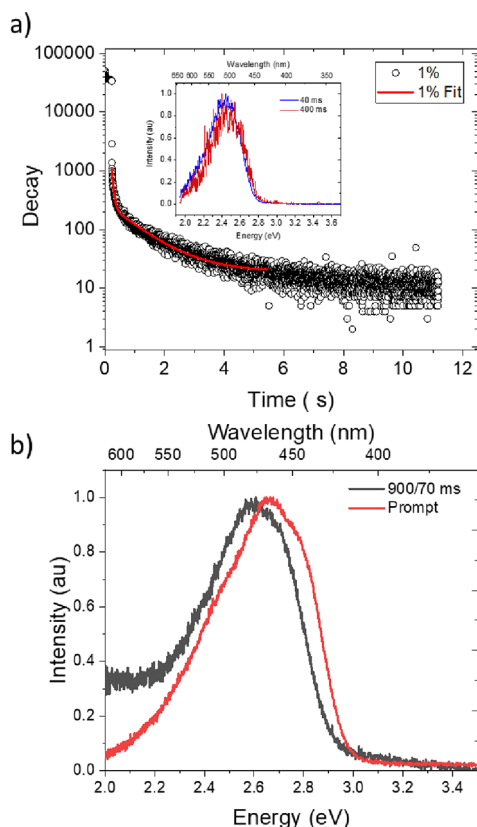 a)
Wavelength (nm)
650 600 550 500 450 400 350
40 ms
400 ms
Intensity (au)
1.0
0.8
0.6
0.4
0.2
0.0
2.0 2.2 2.4 2.6 2.8 3.0 3.2 3.4 3.6
Energy (eV)
1%
1% Fit
Decay
100000
10000
1000
100
10
1
0 2 4 6 8 10 12
Time ( s)
b)
Wavelength (nm)
600 550 500 450 400
900/70 ms
Prompt
Intensity (au)
1.0
0.8
0.6
0.4
0.2
0.0
2.0 2.2 2.4 2.6 2.8 3.0 3.2 3.4
Energy (eV)